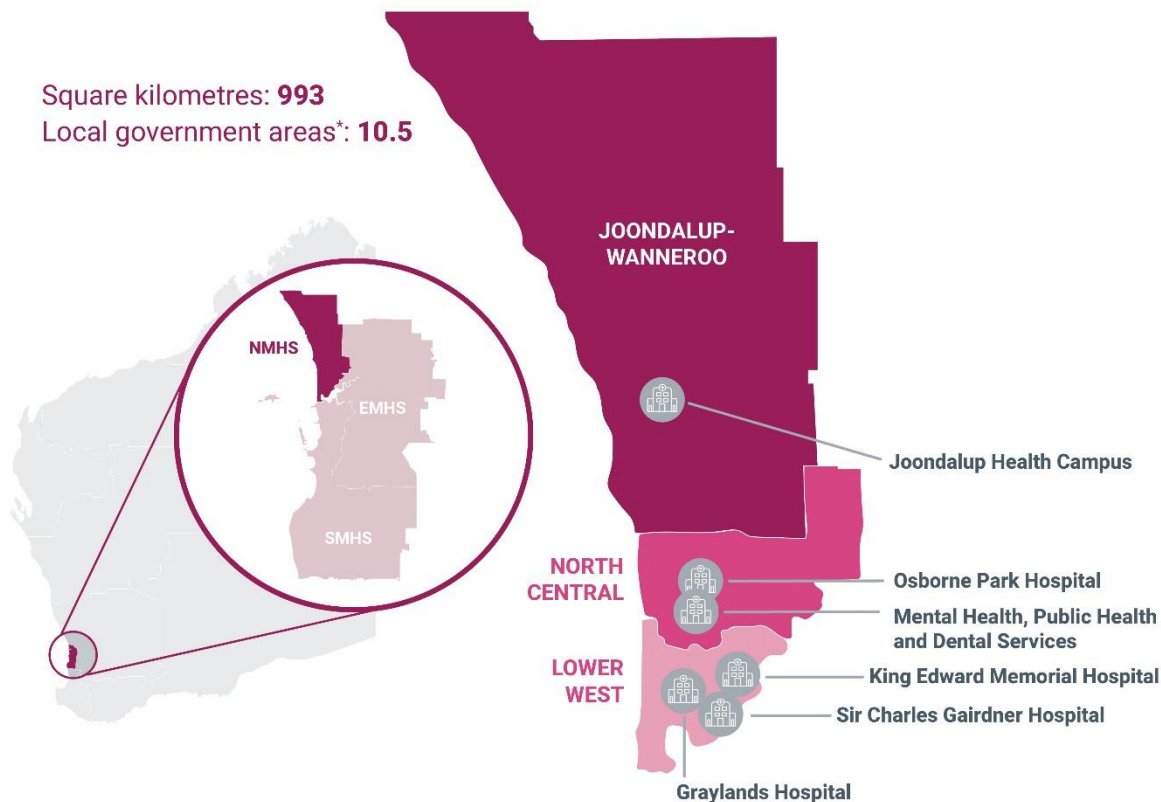 Square kilometres: 993
Local government areas*: 10.5
JOONDALUP-
WANNEROO
NMHS
EMHS
SMHS
Joondalup Health Campus
NORTH
CENTRAL
Osborne Park Hospital
Mental Health, Public Health
and Dental Services
LOWER
WEST
King Edward Memorial Hospital
Sir Charles Gairdner Hospital
Graylands Hospital